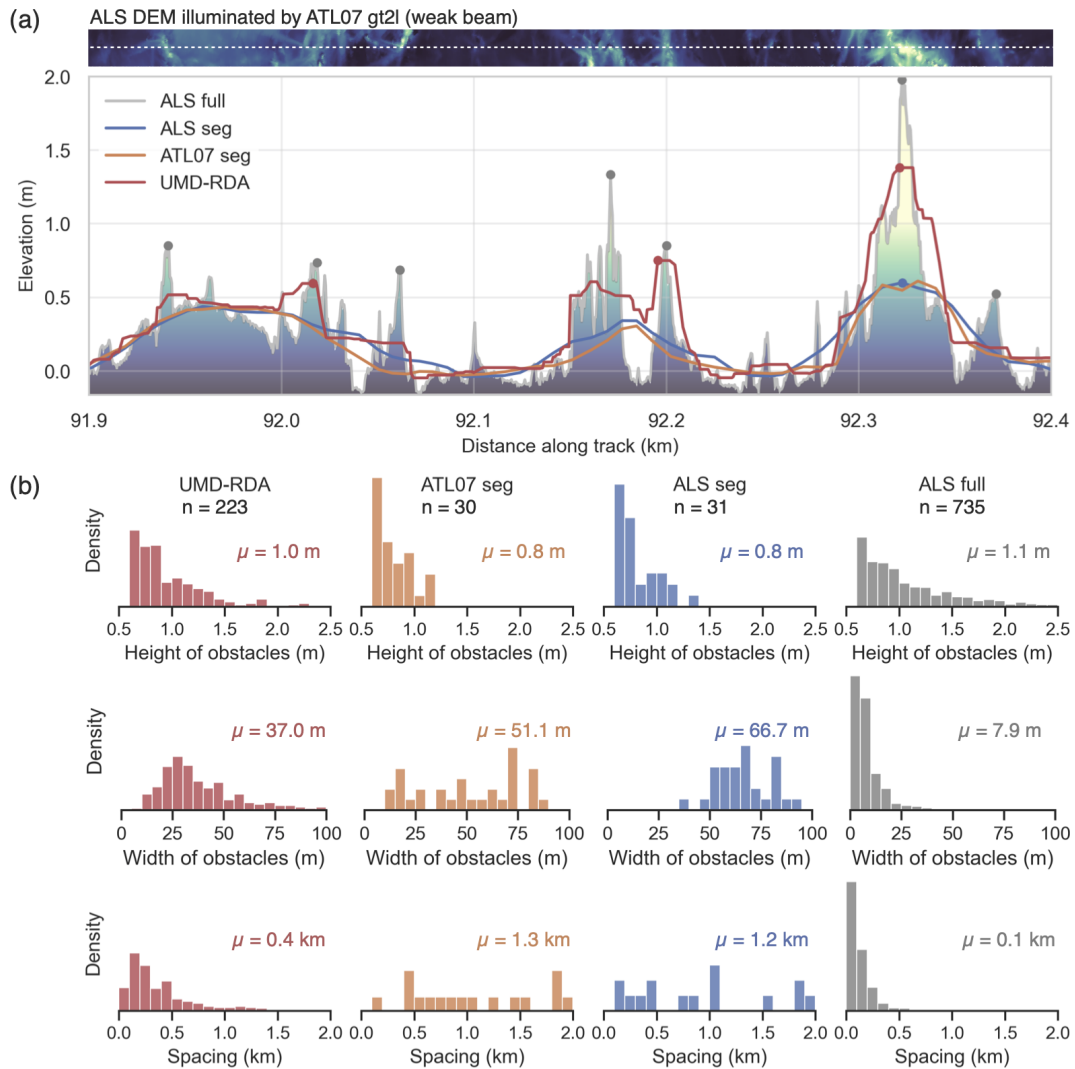 (a)
ALS DEM illuminated by ATL07 gt2l (weak beam)
2.0
1.5
1.0
0.5
0.0
Elevation (m)
ALS full
ALS seg
ATL07 seg
UMD-RDA
91.9 92.0 92.1 92.2 92.3 92.4
Distance along track (km)
(b)
UMD-RDA ATL07 seg ALS seg ALS full
n = 223 n = 30 n = 31 n = 735
Density
μ = 1.0 m μ = 0.8 m μ = 0.8 m μ = 1.1 m
0.5 1.0 1.5 2.0 2.5 0.5 1.0 1.5 2.0 2.5 0.5 1.0 1.5 2.0 2.5 0.5 1.0 1.5 2.0 2.5
Height of obstacles (m) Height of obstacles (m) Height of obstacles (m) Height of obstacles (m)
Density
μ = 37.0 m μ = 51.1 m μ = 66.7 m μ = 7.9 m
0 25 50 75 100 0 25 50 75 100 0 25 50 75 100 0 25 50 75 100
Width of obstacles (m) Width of obstacles (m) Width of obstacles (m) Width of obstacles (m)
Density
μ = 0.4 km μ = 1.3 km μ = 1.2 km μ = 0.1 km
0.0 0.5 1.0 1.5 2.0 0.0 0.5 1.0 1.5 2.0 0.0 0.5 1.0 1.5 2.0 0.0 0.5 1.0 1.5 2.0
Spacing (km) Spacing (km) Spacing (km) Spacing (km)